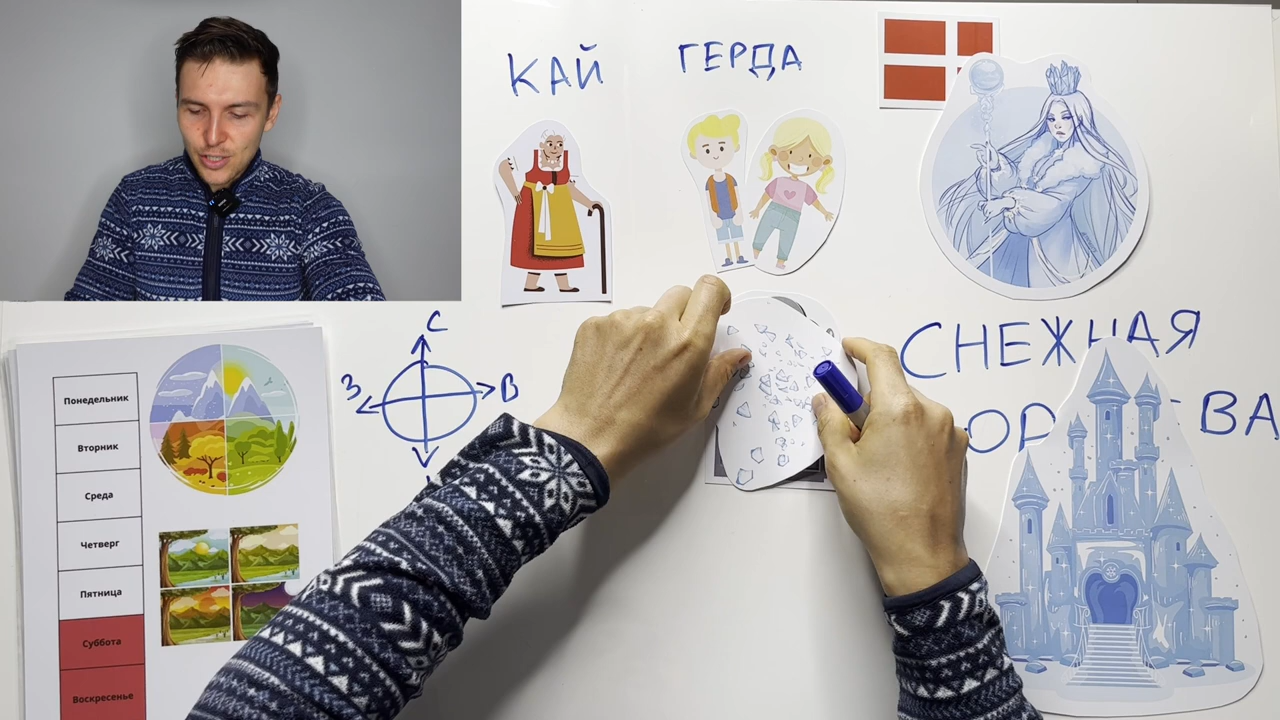 КАЙ
ГЕРДА
СНЕЖНАЯ
Понедельник
Вторник
Среда
Четверг
Пятница
Суббота
Воскресенье
С
З
В